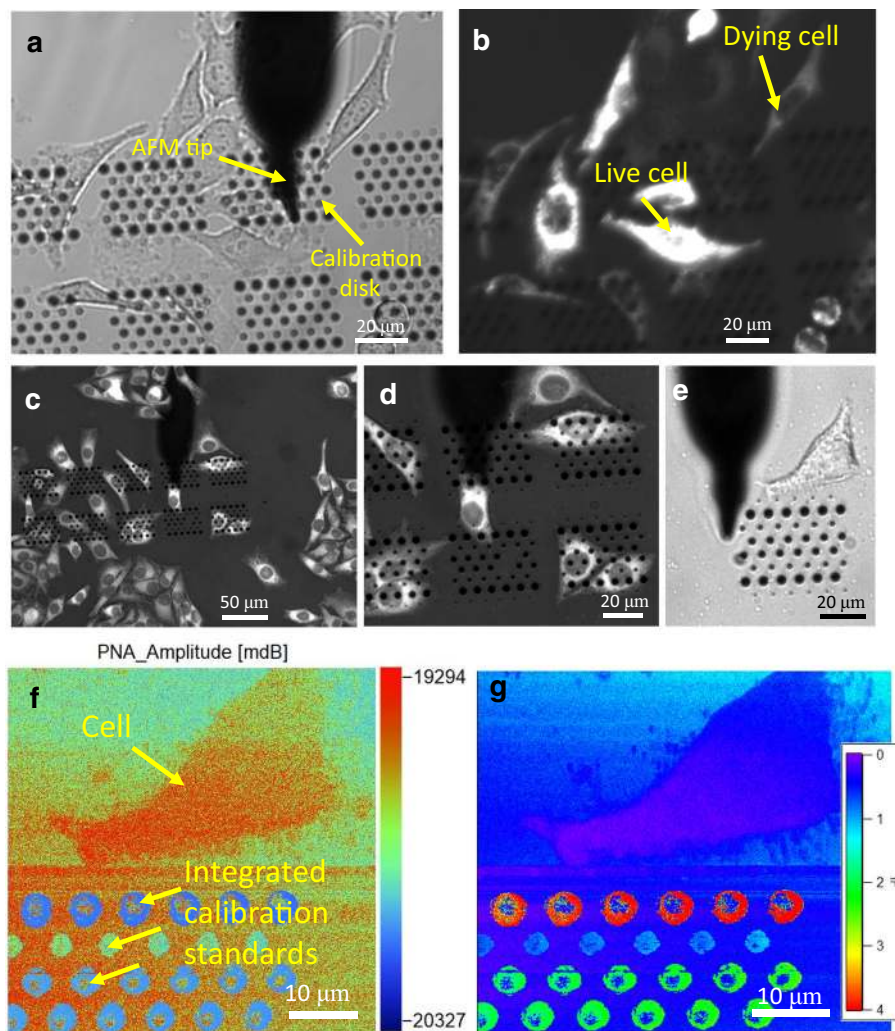 a
AFM tip
Calibration
disk
20 μm
b
Dying cell
Live cell
20 μm
c
50 μm
d
20 μm
e
20 μm
PNA_Amplitude [mdB]
f
Cell
Integrated
calibration
standards
10 μm
19294
-20327
g
10 μm
0
1
2
3
4